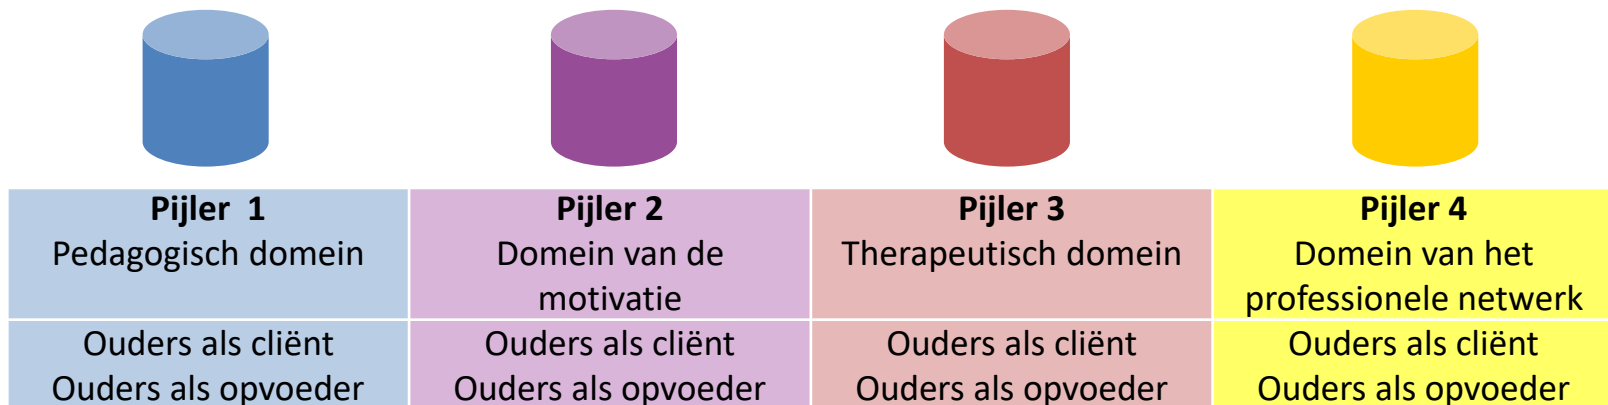 Pijler 1
Pedagogisch domein
Pijler 2
Domein van de
motivatie
Pijler 3
Therapeutisch domein
Pijler 4
Domein van het
professionele netwerk
Ouders als cliënt
Ouders als opvoeder
Ouders als cliënt
Ouders als opvoeder
Ouders als cliënt
Ouders als opvoeder
Ouders als cliënt
Ouders als opvoeder